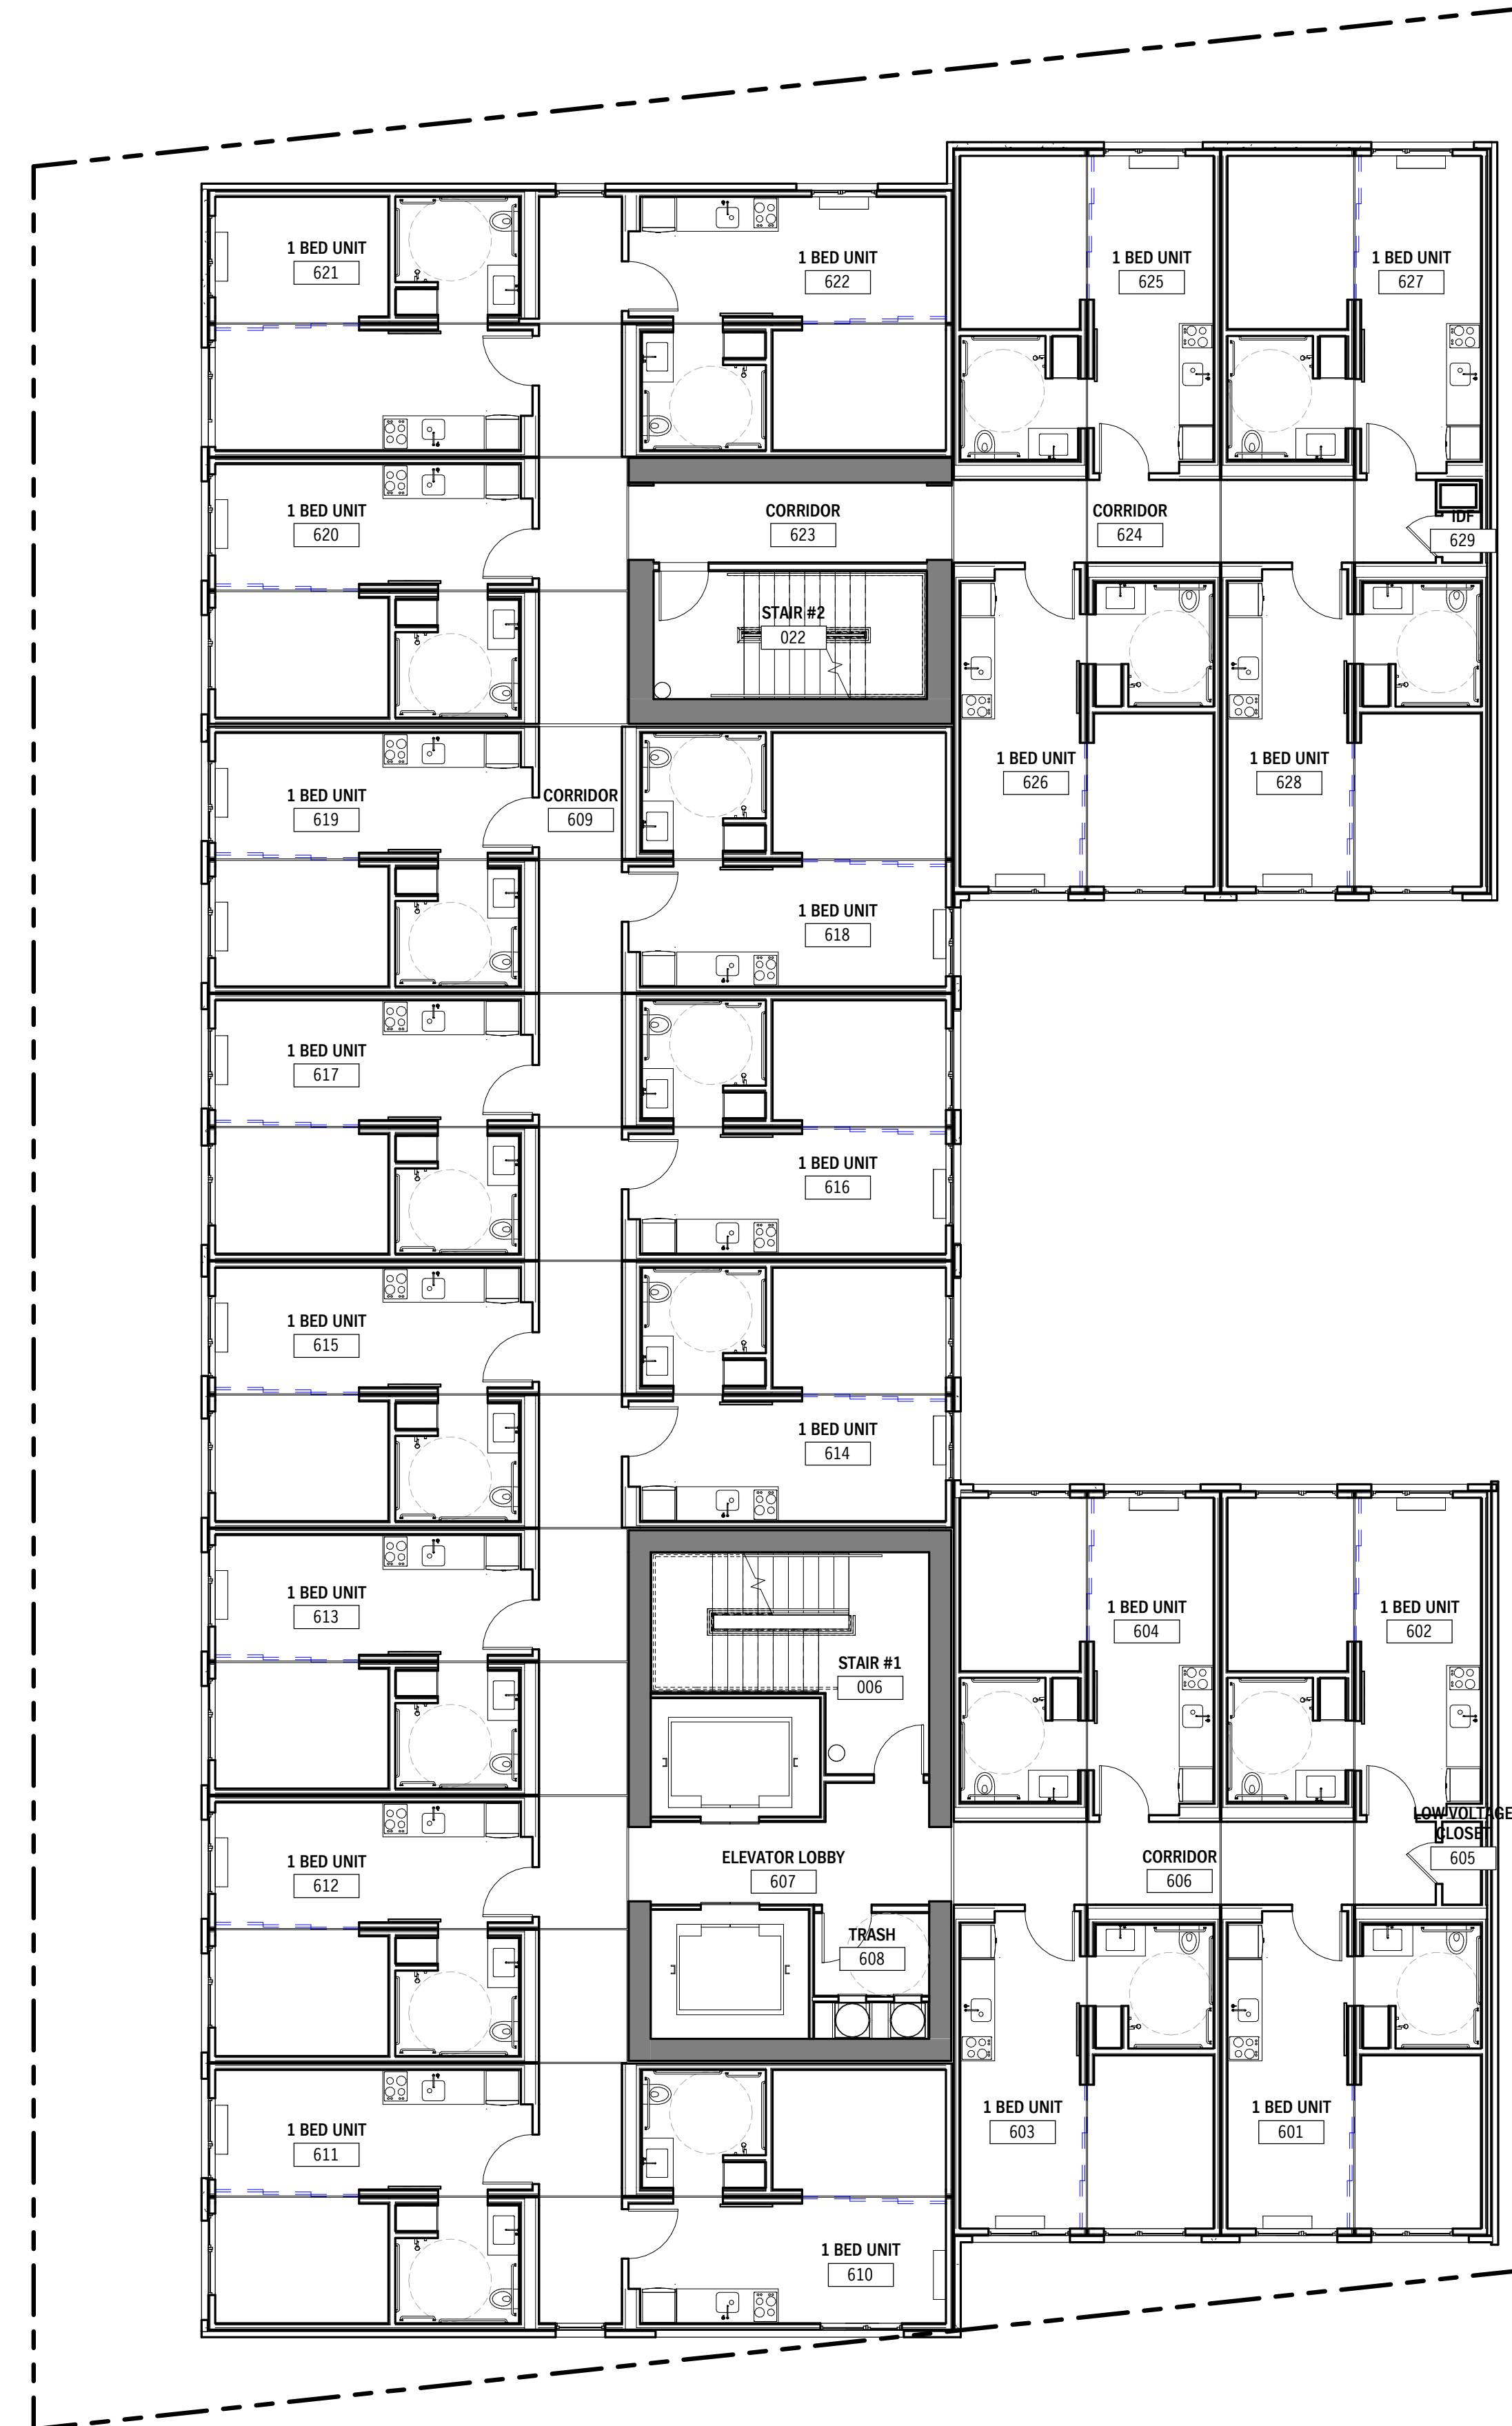 1 BED UNIT
621
1 BED UNIT
622
1 BED UNIT
625
1 BED UNIT
627
1 BED UNIT
620
CORRIDOR
623
CORRIDOR
624
IDF
629
STAIR #2
022
1 BED UNIT
619
CORRIDOR
609
1 BED UNIT
626
1 BED UNIT
628
1 BED UNIT
618
1 BED UNIT
617
1 BED UNIT
616
1 BED UNIT
615
1 BED UNIT
614
1 BED UNIT
613
STAIR #1
006
1 BED UNIT
604
1 BED UNIT
602
1 BED UNIT
612
ELEVATOR LOBBY
607
CORRIDOR
606
LOW VOLTAGE
CLOSET
605
TRASH
608
1 BED UNIT
611
1 BED UNIT
603
1 BED UNIT
601
1 BED UNIT
610